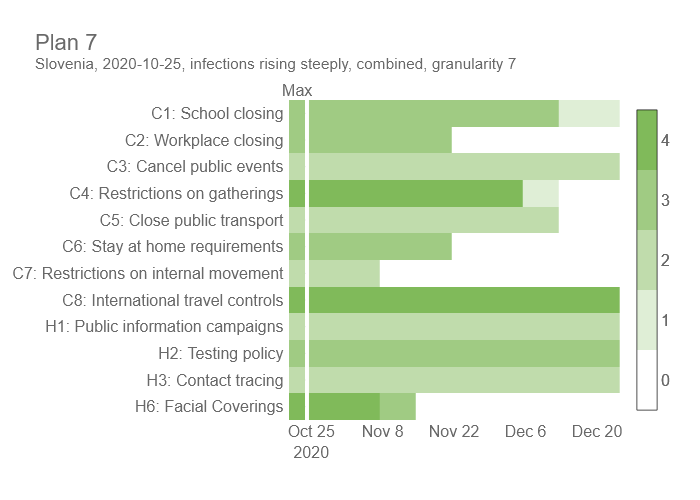 Plan 7
Slovenia, 2020-10-25, infections rising steeply, combined, granularity 7
Max
C1: School closing
C2: Workplace closing
C3: Cancel public events
C4: Restrictions on gatherings
C5: Close public transport
C6: Stay at home requirements
C7: Restrictions on internal movement
C8: International travel controls
H1: Public information campaigns
H2: Testing policy
H3: Contact tracing
H6: Facial Coverings
Oct 25 Nov 8 Nov 22 Dec 6 Dec 20
2020
4
3
2
1
0